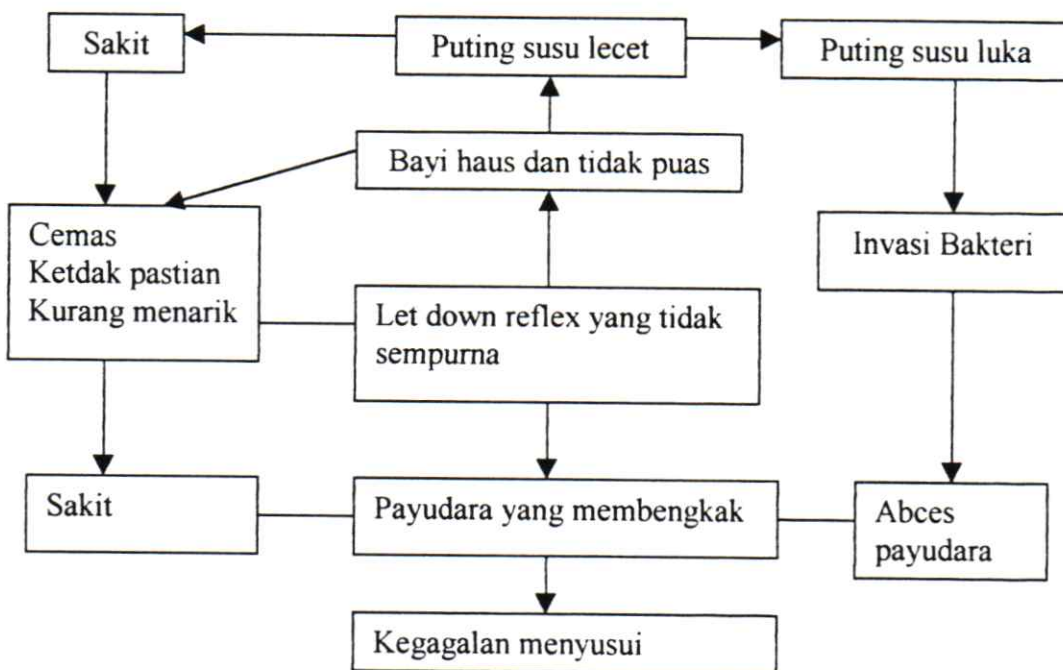 Sakit
Puting susu lecet
Puting susu luka
Bayi haus dan tidak puas
Cemas
Ketdak pastian
Kurang menarik
Invasi Bakteri
Let down reflex yang tidak
sempurna
Sakit
Payudara yang membengkak
Abces
payudara
Kegagalan menyusui